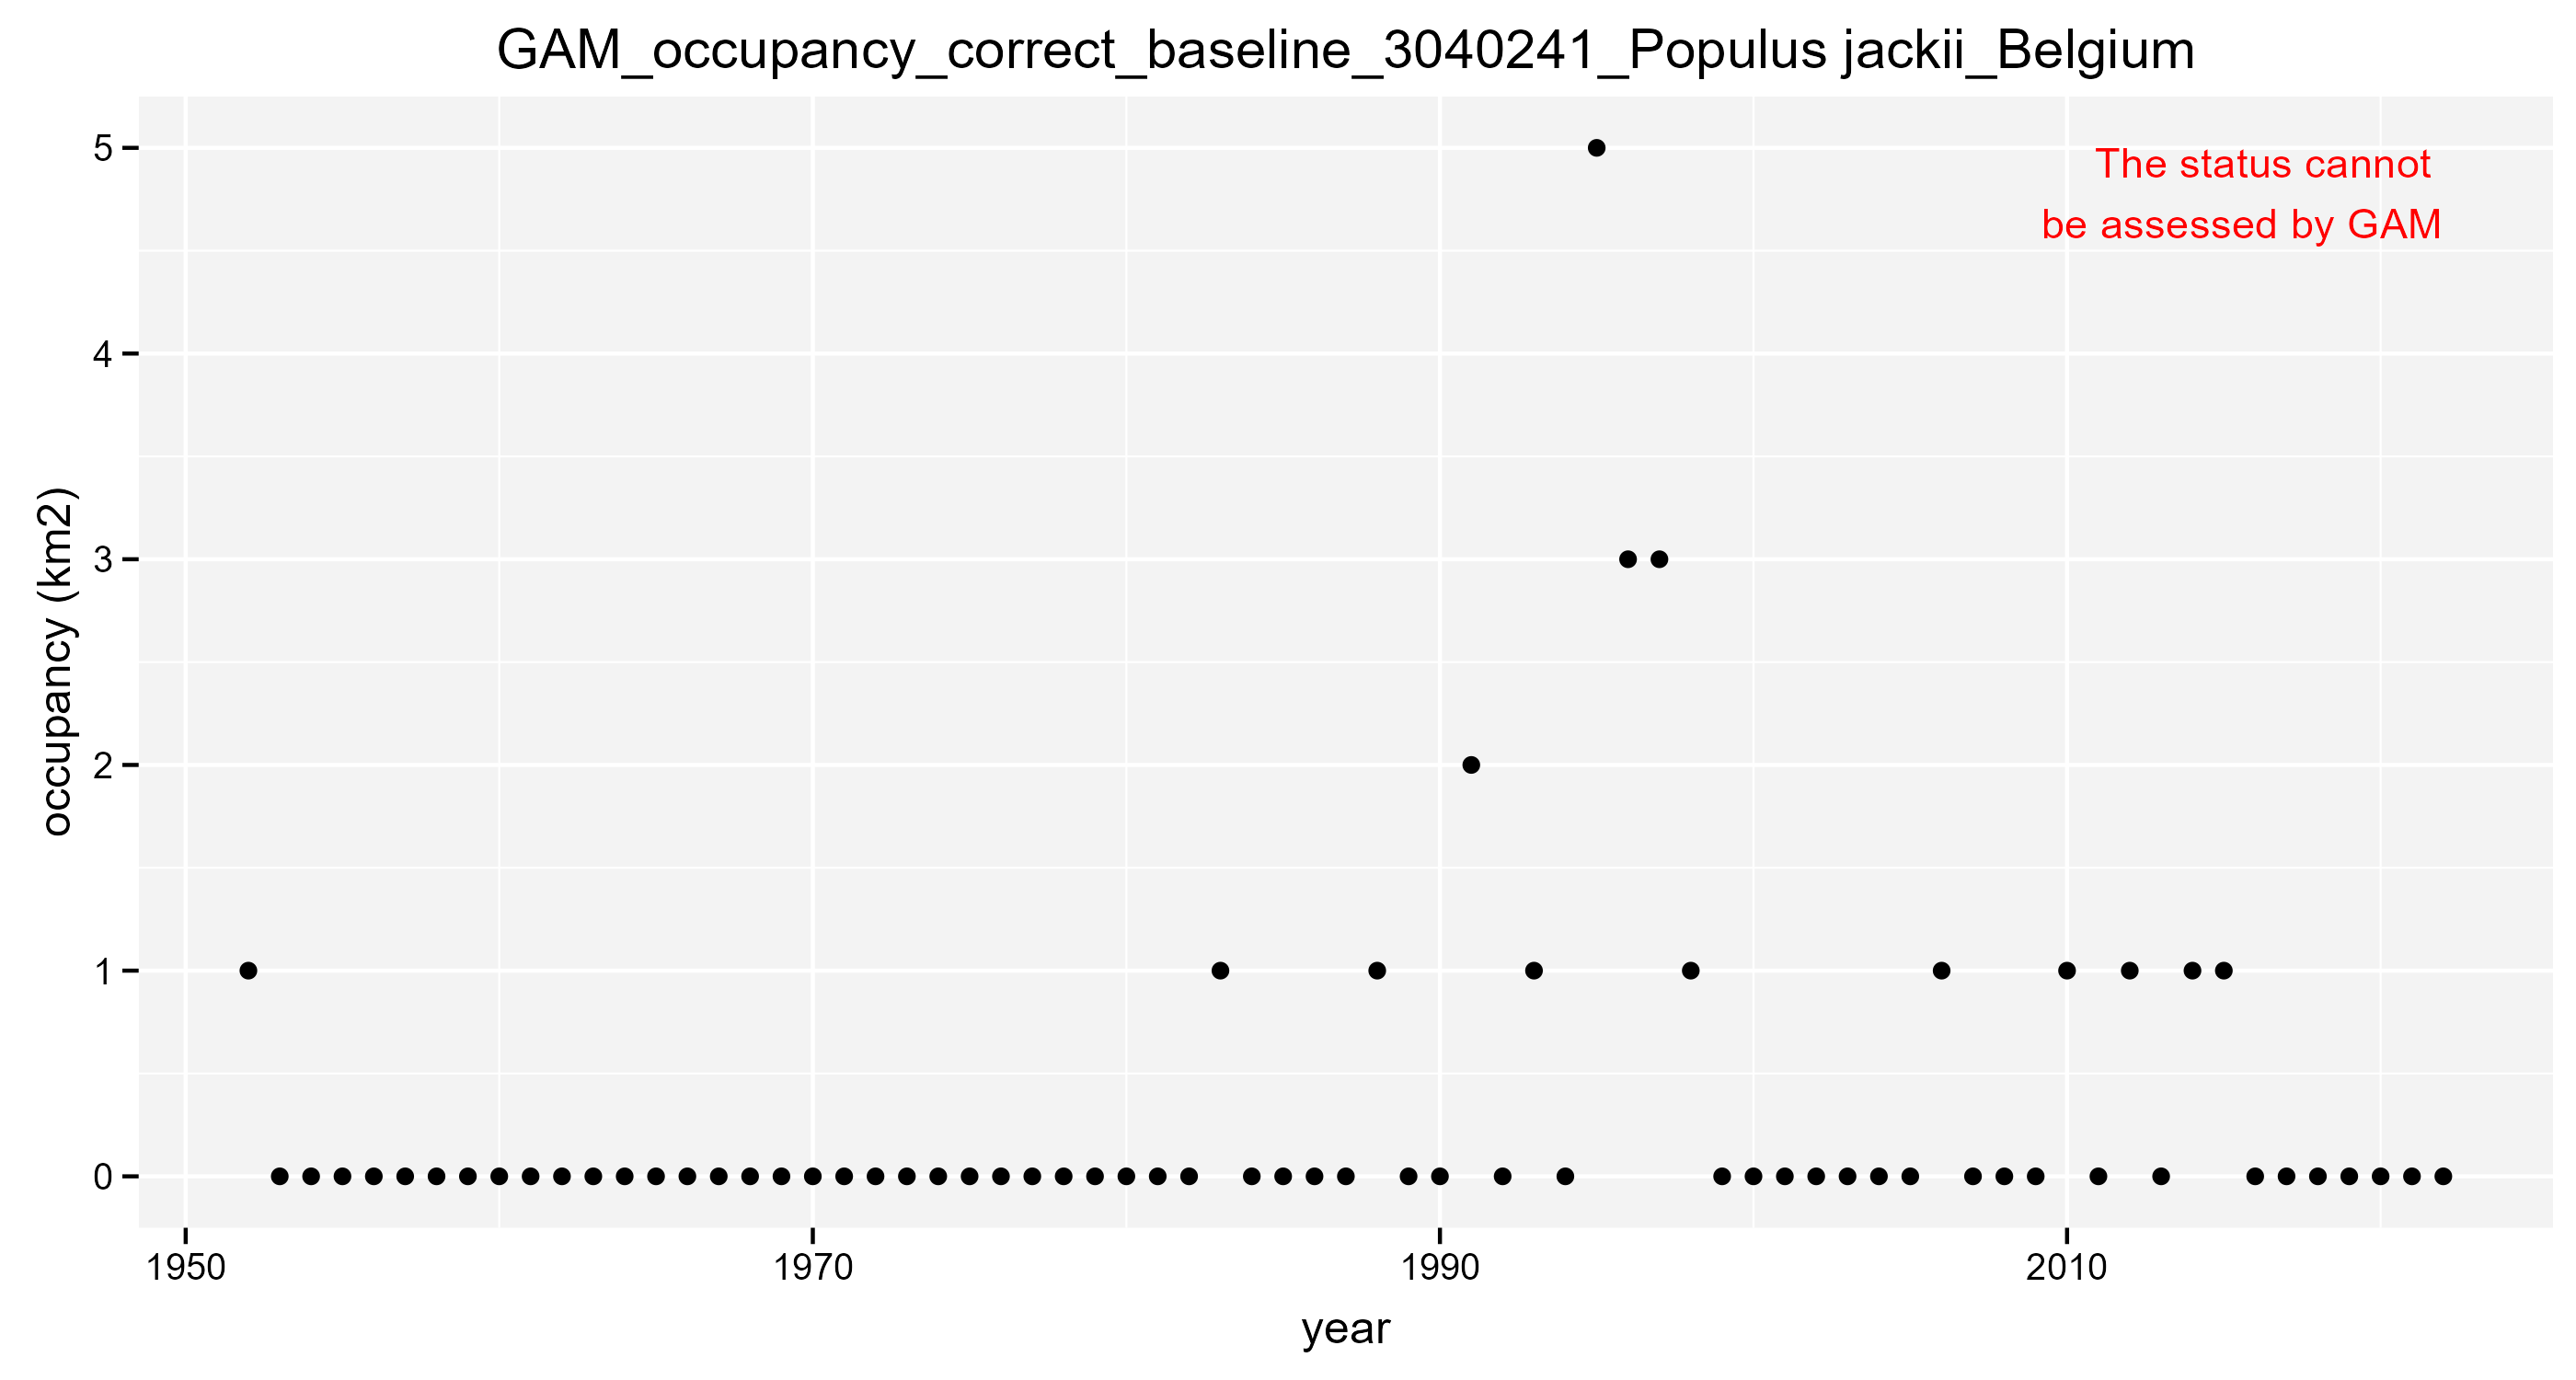 GAM_occupancy_correct_baseline_3040241_Populus jackii_Belgium
The status cannot
be assessed by GAM
occupancy (km2)
5
4
3
2
1
0
1950
1970
1990
2010
year